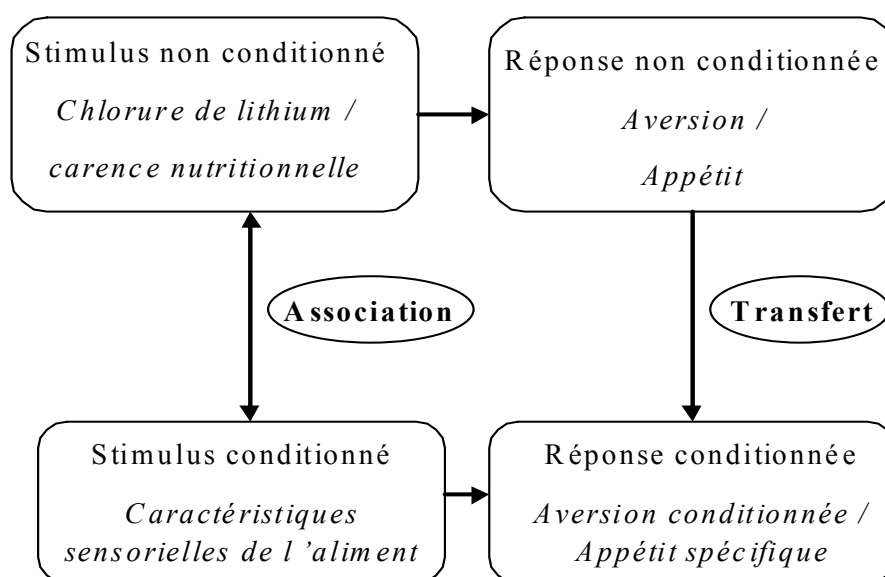 Stimulus non conditionné
Chlorure de lithium /
carence nutritionnelle
Réponse non conditionnée
Aversion /
Appétit
Association
Transfert
Stimulus conditionné
Caractéristiques
sensorielles de l ’aliment
Réponse conditionnée
Aversion conditionnée /
Appétit spécifique